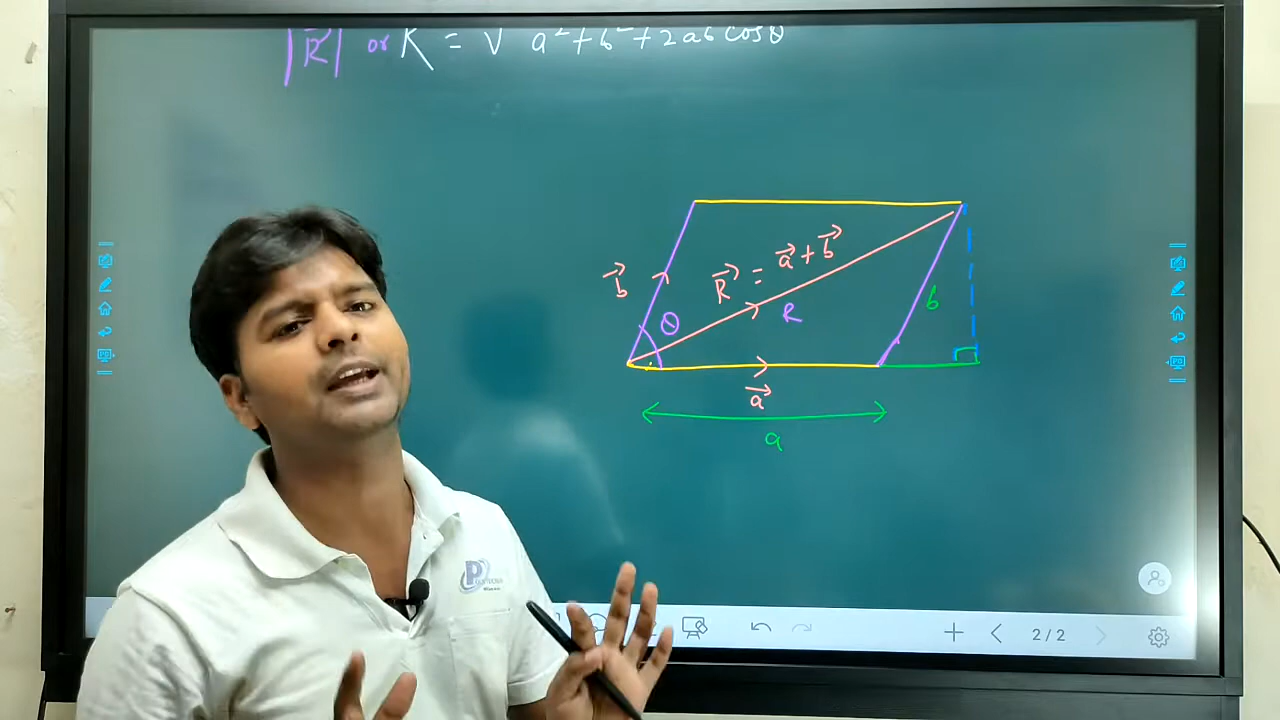 |R⃗| or R = √ a² + b² + 2ab cosθ
b⃗
R⃗ = a⃗ + b⃗
θ
R
b
a⃗
a
P
2/2